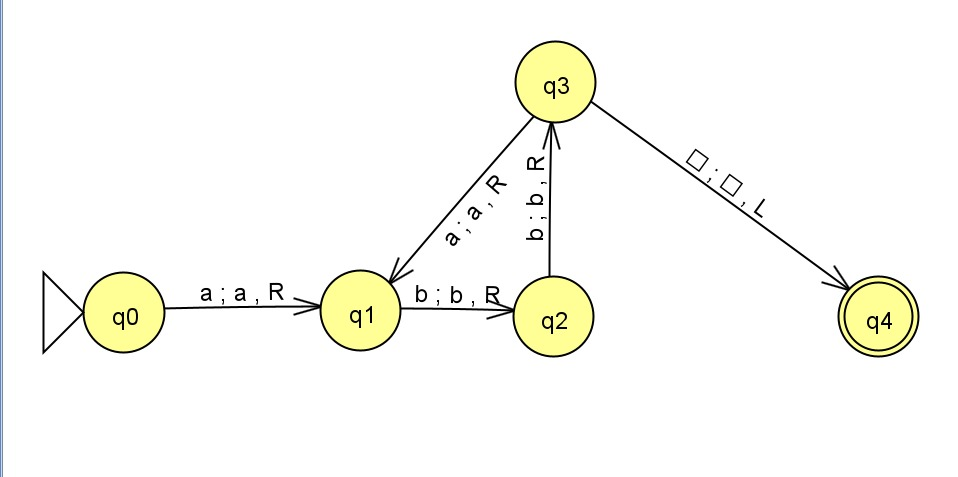 q3
□ ; □ , L
a ; a , R
b ; b , R
a ; a , R
b ; b , R
q0
q1
q2
q4